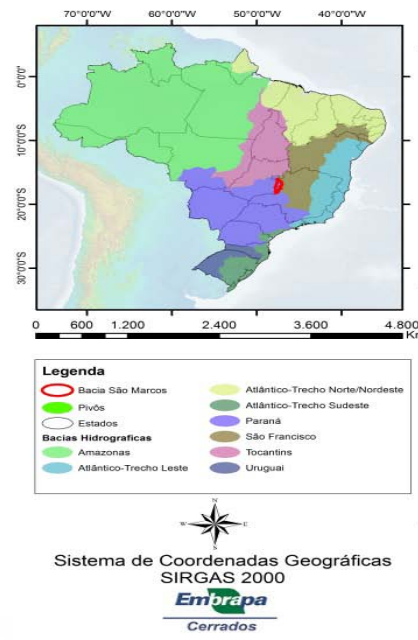 70°0'0"W 60°0'0"W 50°0'0"W 40°0'0"W
0°0'0"
10°0'0"S
20°0'0"S
30°0'0"S
0 600 1.200 2.400 3.600 4.800
Km
Legenda
Bacia São Marcos
Pivôs
Estados
Bacias Hidrograficas
Amazonas
Atlântico-Trecho Leste
Atlântico-Trecho Norte/Nordeste
Atlântico-Trecho Sudeste
Paraná
São Francisco
Tocantins
Uruguai
N
W E
S
Sistema de Coordenadas Geográficas
SIRGAS 2000
Embrapa
Cerrados